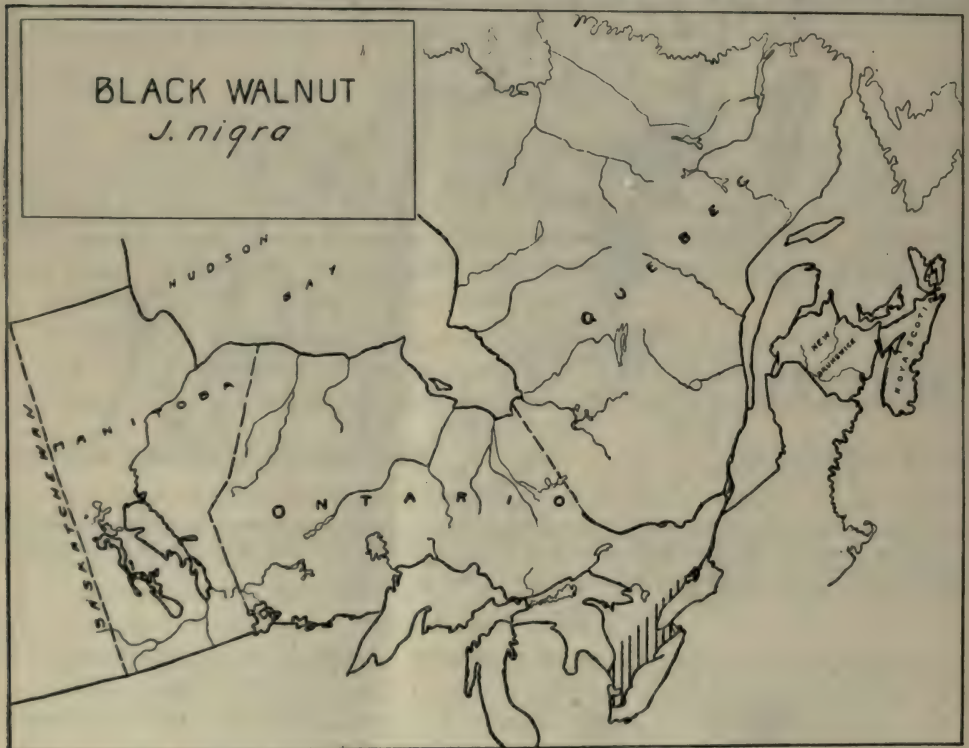 BLACK WALNUT
J. nigra
HUDSON
BAY
QUEBEC
NEW
BRUNSWICK
NOVA SCOTIA
MANITOBA
SASKATCHEWAN
ONTARIO